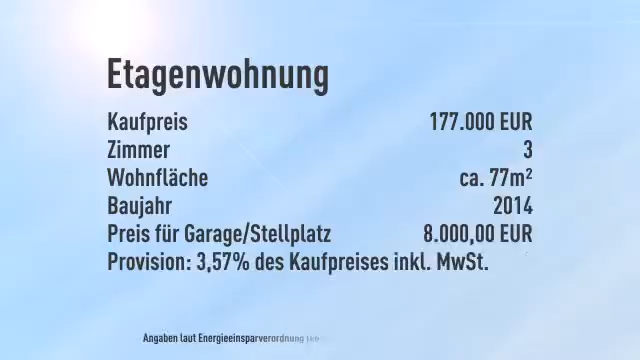 Etagenwohnung
Kaufpreis 177.000 EUR
Zimmer 3
Wohnfläche ca. 77m²
Baujahr 2014
Preis für Garage/Stellplatz 8.000,00 EUR
Provision: 3,57% des Kaufpreises inkl. MwSt.
Angaben laut Energieeinsparverordnung